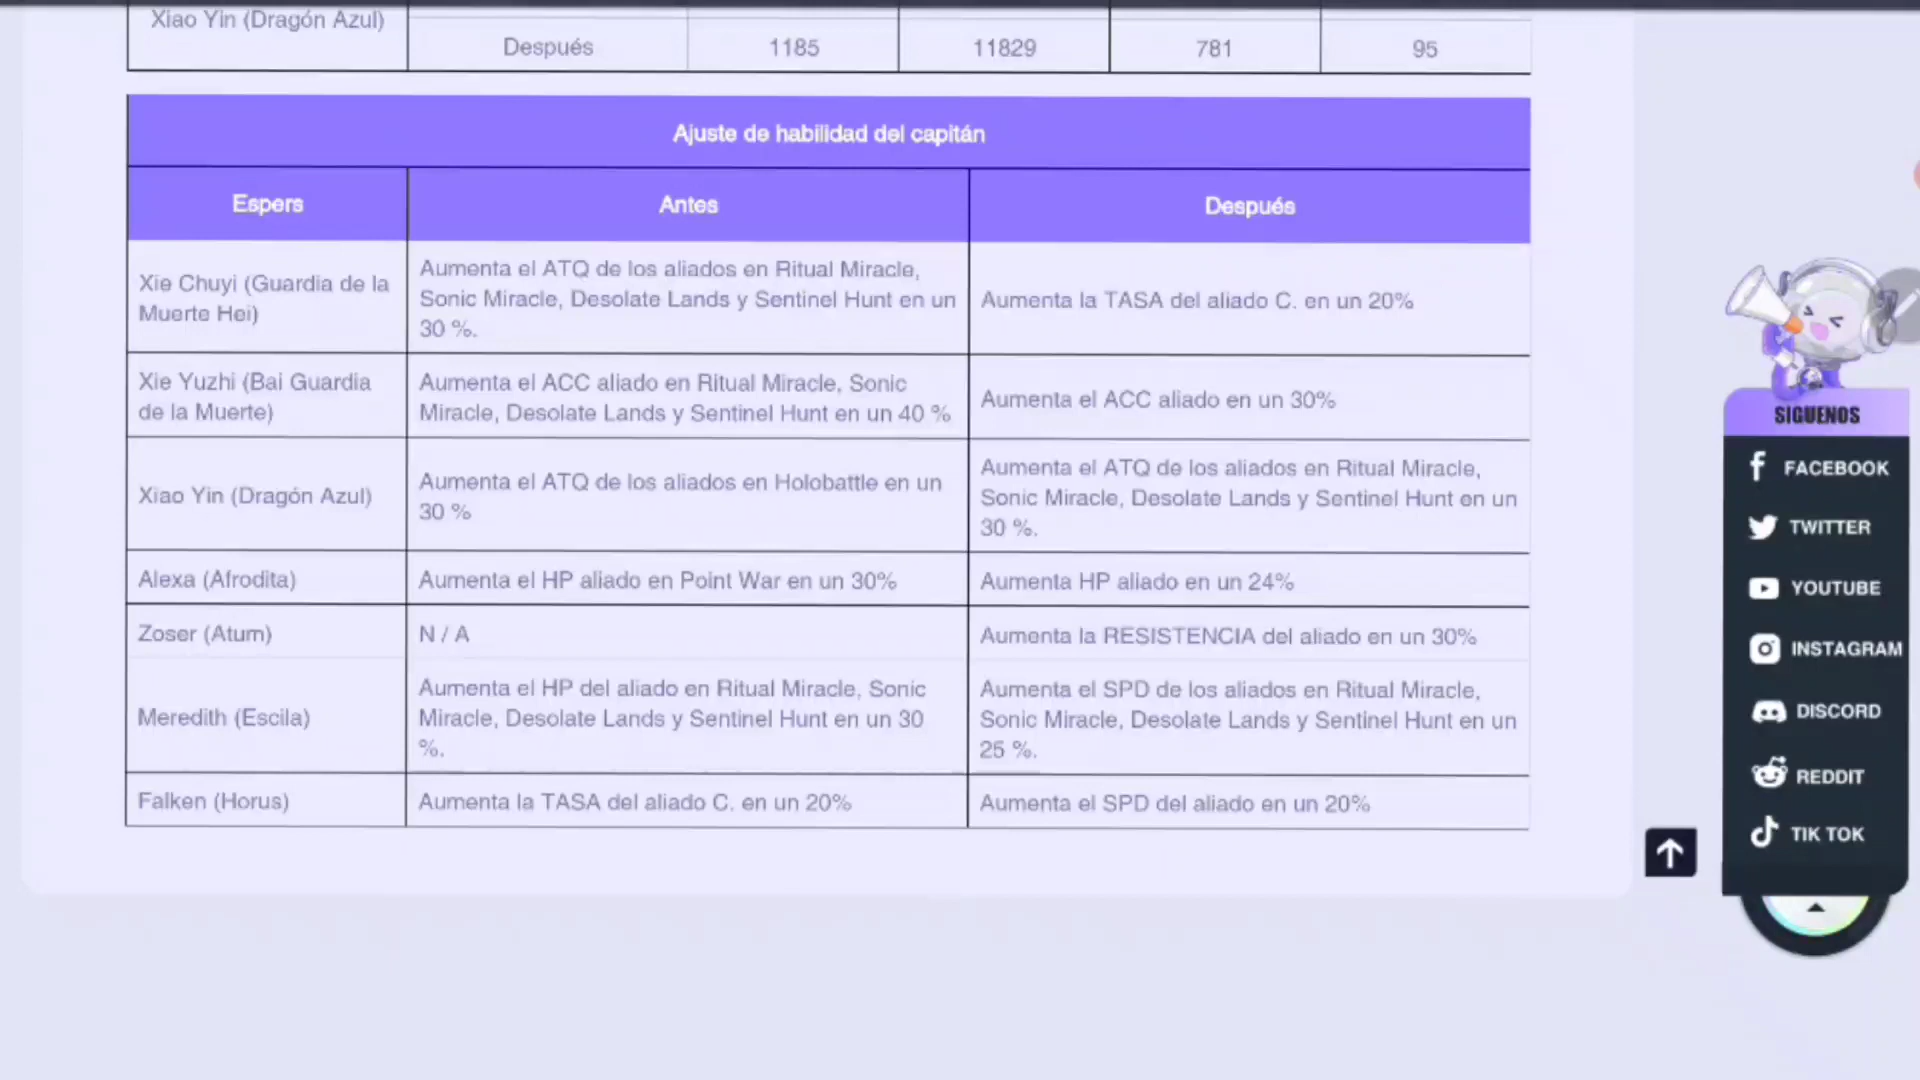 Xiao Yin (Dragón Azul)
Después 1185 11829 781 95
Ajuste de habilidad del capitán
Espers Antes Después
Xie Chuyi (Guardia de la
Muerte Hei)
Aumenta el ATQ de los aliados en Ritual Miracle,
Sonic Miracle, Desolate Lands y Sentinel Hunt en un
30 %.
Aumenta la TASA del aliado C. en un 20%
Xie Yuzhi (Bai Guardia
de la Muerte)
Aumenta el ACC aliado en Ritual Miracle, Sonic
Miracle, Desolate Lands y Sentinel Hunt en un 40 %
Aumenta el ACC aliado en un 30%
Xiao Yin (Dragón Azul)
Aumenta el ATQ de los aliados en Holobattle en un
30 %
Aumenta el ATQ de los aliados en Ritual Miracle,
Sonic Miracle, Desolate Lands y Sentinel Hunt en un
30 %.
Alexa (Afrodita)
Aumenta el HP aliado en Point War en un 30%
Aumenta HP aliado en un 24%
Zoser (Atum)
N / A
Aumenta la RESISTENCIA del aliado en un 30%
Meredith (Escila)
Aumenta el HP del aliado en Ritual Miracle, Sonic
Miracle, Desolate Lands y Sentinel Hunt en un 30
%.
Aumenta el SPD de los aliados en Ritual Miracle,
Sonic Miracle, Desolate Lands y Sentinel Hunt en un
25 %.
Falken (Horus)
Aumenta la TASA del aliado C. en un 20%
Aumenta el SPD del aliado en un 20%
SIGUENOS
FACEBOOK
TWITTER
YOUTUBE
INSTAGRAM
DISCORD
REDDIT
TIK TOK